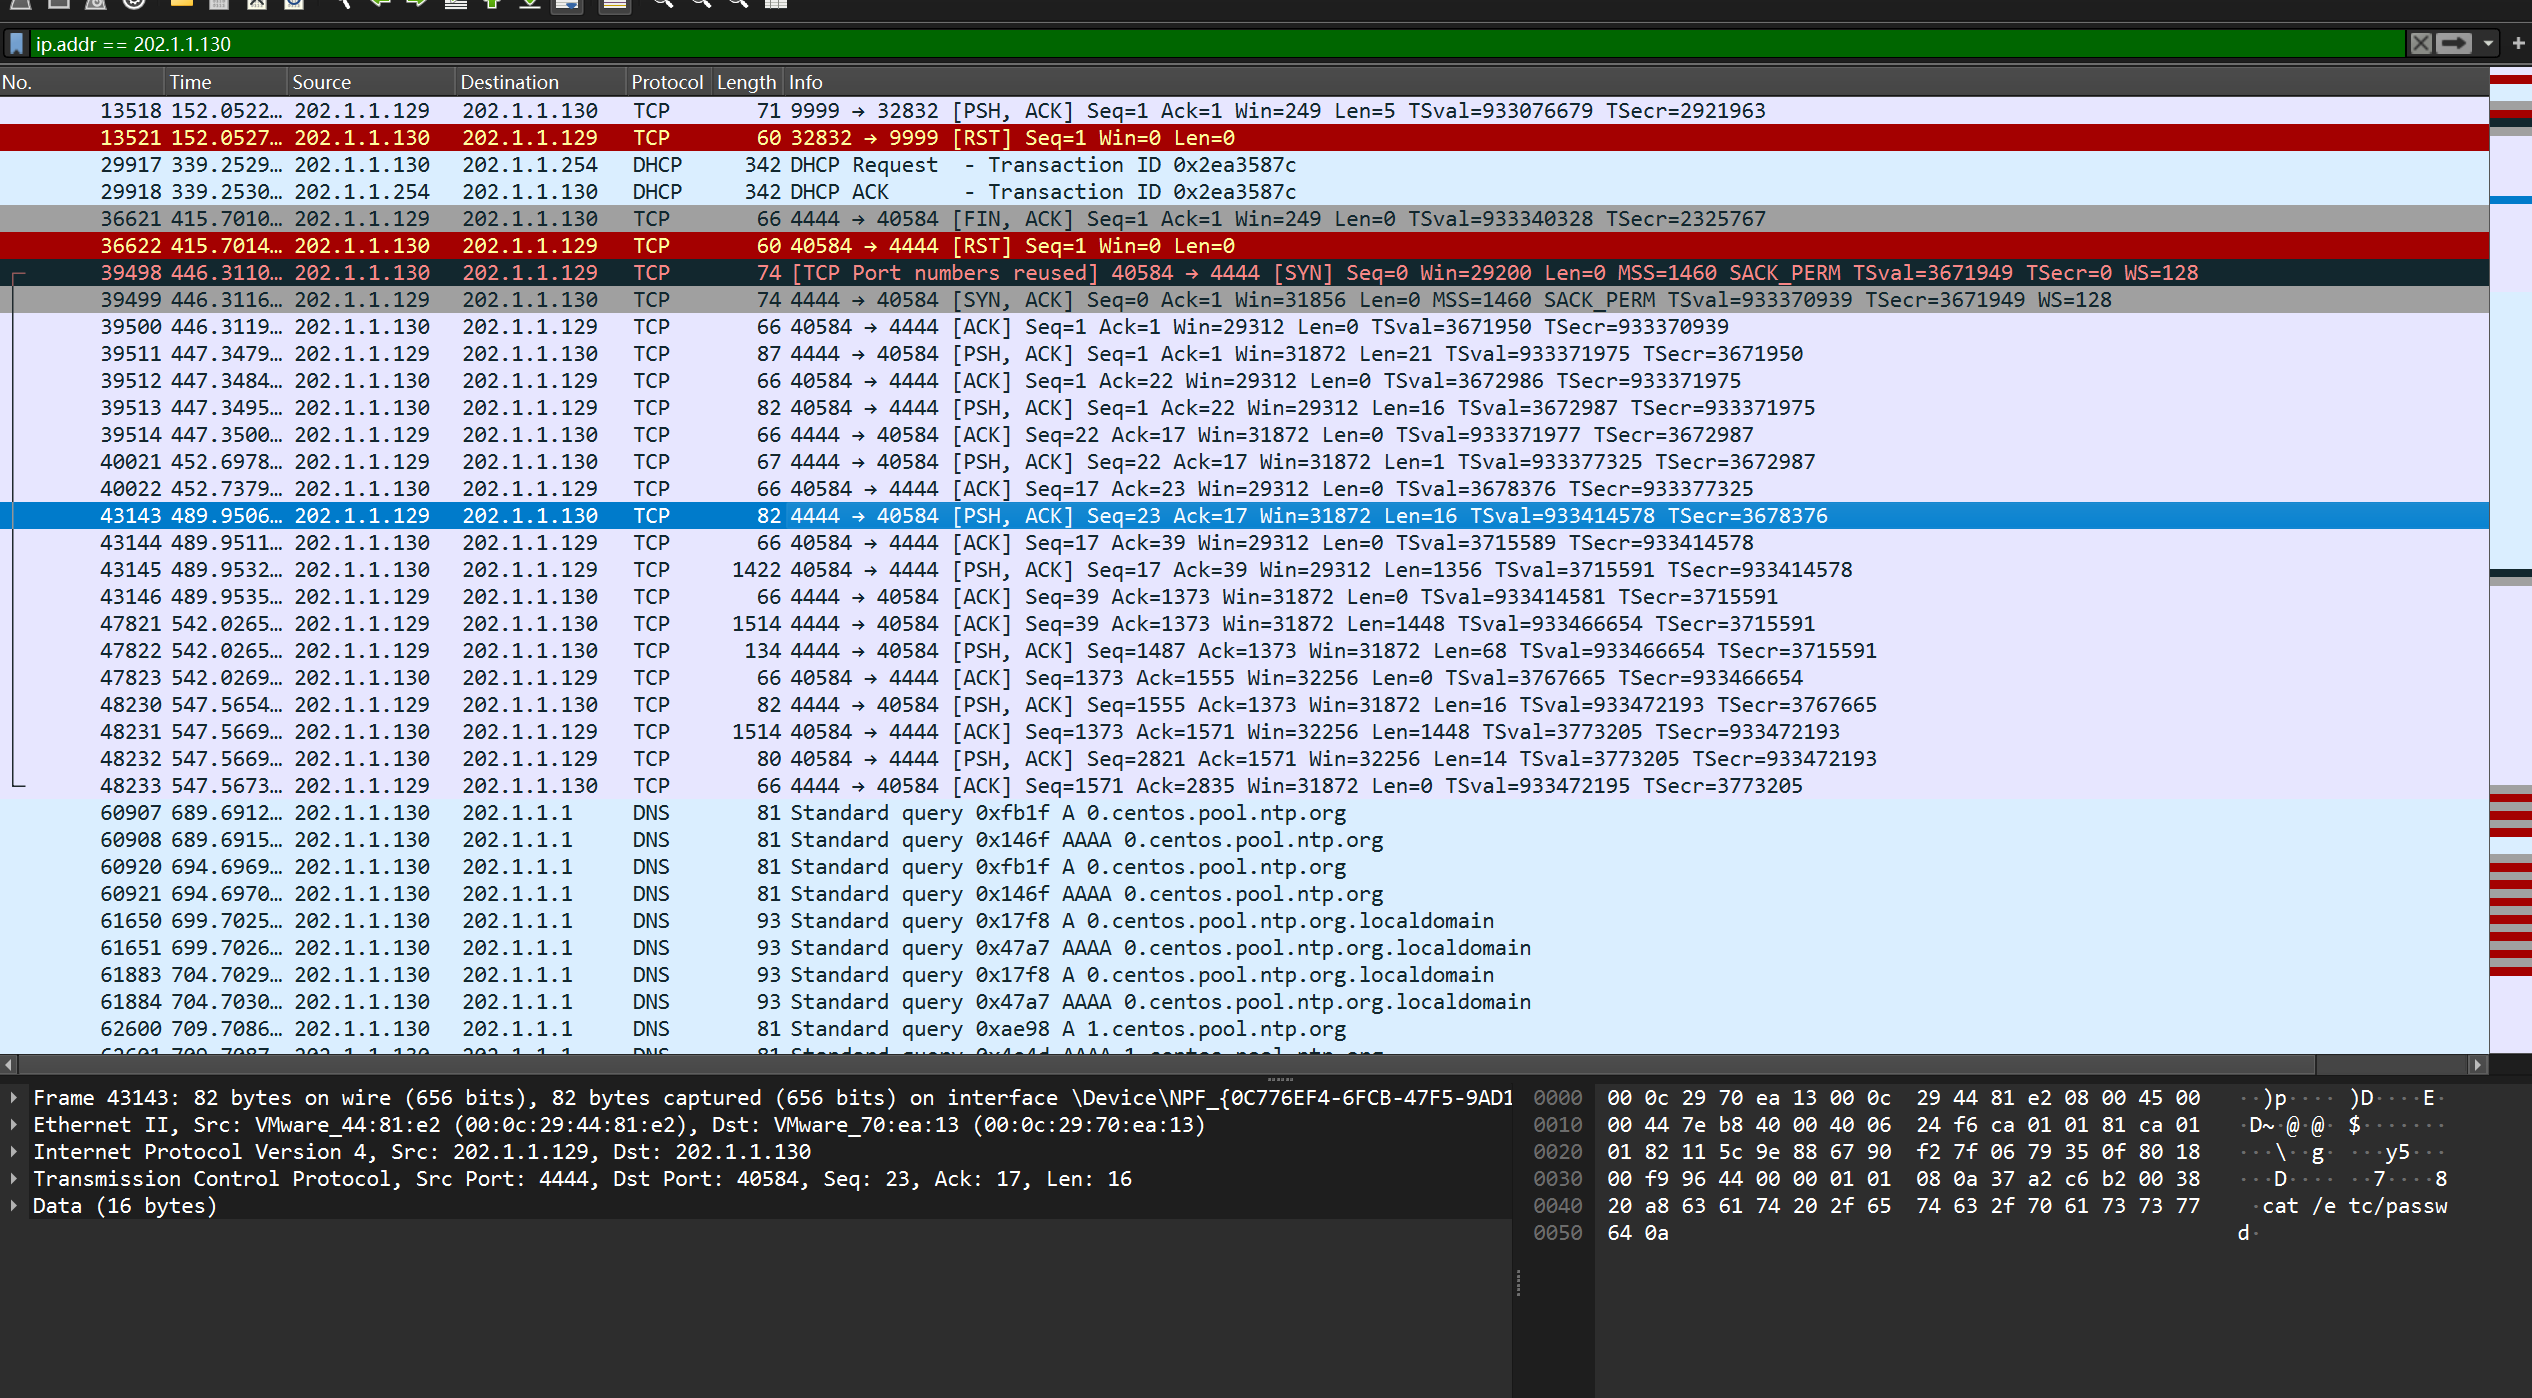 ip.addr == 202.1.1.130
No. Time Source Destination Protocol Length Info
13518 152.0522… 202.1.1.129 202.1.1.130 TCP 71 9999 → 32832 [PSH, ACK] Seq=1 Ack=1 Win=249 Len=5 TSval=933076679 TSecr=2921963
13521 152.0527… 202.1.1.130 202.1.1.129 TCP 60 32832 → 9999 [RST] Seq=1 Win=0 Len=0
29917 339.2529… 202.1.1.130 202.1.1.254 DHCP 342 DHCP Request - Transaction ID 0x2ea3587c
29918 339.2530… 202.1.1.254 202.1.1.130 DHCP 342 DHCP ACK - Transaction ID 0x2ea3587c
36621 415.7010… 202.1.1.129 202.1.1.130 TCP 66 4444 → 40584 [FIN, ACK] Seq=1 Ack=1 Win=249 Len=0 TSval=933340328 TSecr=2325767
36622 415.7014… 202.1.1.130 202.1.1.129 TCP 60 40584 → 4444 [RST] Seq=1 Win=0 Len=0
39498 446.3110… 202.1.1.130 202.1.1.129 TCP 74 [TCP Port numbers reused] 40584 → 4444 [SYN] Seq=0 Win=29200 Len=0 MSS=1460 SACK_PERM TSval=3671949 TSecr=0 WS=128
39499 446.3116… 202.1.1.129 202.1.1.130 TCP 74 4444 → 40584 [SYN, ACK] Seq=0 Ack=1 Win=31856 Len=0 MSS=1460 SACK_PERM TSval=933370939 TSecr=3671949 WS=128
39500 446.3119… 202.1.1.130 202.1.1.129 TCP 66 40584 → 4444 [ACK] Seq=1 Ack=1 Win=29312 Len=0 TSval=3671950 TSecr=933370939
39511 447.3479… 202.1.1.129 202.1.1.130 TCP 87 4444 → 40584 [PSH, ACK] Seq=1 Ack=1 Win=31872 Len=21 TSval=933371975 TSecr=3671950
39512 447.3484… 202.1.1.130 202.1.1.129 TCP 66 40584 → 4444 [ACK] Seq=1 Ack=22 Win=29312 Len=0 TSval=3672986 TSecr=933371975
39513 447.3495… 202.1.1.130 202.1.1.129 TCP 82 40584 → 4444 [PSH, ACK] Seq=1 Ack=22 Win=29312 Len=16 TSval=3672987 TSecr=933371975
39514 447.3500… 202.1.1.129 202.1.1.130 TCP 66 4444 → 40584 [ACK] Seq=22 Ack=17 Win=31872 Len=0 TSval=933371977 TSecr=3672987
40021 452.6978… 202.1.1.129 202.1.1.130 TCP 67 4444 → 40584 [PSH, ACK] Seq=22 Ack=17 Win=31872 Len=1 TSval=933377325 TSecr=3672987
40022 452.7379… 202.1.1.130 202.1.1.129 TCP 66 40584 → 4444 [ACK] Seq=17 Ack=23 Win=29312 Len=0 TSval=3678376 TSecr=933377325
43143 489.9506… 202.1.1.129 202.1.1.130 TCP 82 4444 → 40584 [PSH, ACK] Seq=23 Ack=17 Win=31872 Len=16 TSval=933414578 TSecr=3678376
43144 489.9511… 202.1.1.130 202.1.1.129 TCP 66 40584 → 4444 [ACK] Seq=17 Ack=39 Win=29312 Len=0 TSval=3715589 TSecr=933414578
43145 489.9532… 202.1.1.130 202.1.1.129 TCP 1422 40584 → 4444 [PSH, ACK] Seq=17 Ack=39 Win=29312 Len=1356 TSval=3715591 TSecr=933414578
43146 489.9535… 202.1.1.129 202.1.1.130 TCP 66 4444 → 40584 [ACK] Seq=39 Ack=1373 Win=31872 Len=0 TSval=933414581 TSecr=3715591
47821 542.0265… 202.1.1.129 202.1.1.130 TCP 1514 4444 → 40584 [ACK] Seq=39 Ack=1373 Win=31872 Len=1448 TSval=933466654 TSecr=3715591
47822 542.0265… 202.1.1.129 202.1.1.130 TCP 134 4444 → 40584 [PSH, ACK] Seq=1487 Ack=1373 Win=31872 Len=68 TSval=933466654 TSecr=3715591
47823 542.0269… 202.1.1.130 202.1.1.129 TCP 66 40584 → 4444 [ACK] Seq=1373 Ack=1555 Win=32256 Len=0 TSval=3767665 TSecr=933466654
48230 547.5654… 202.1.1.129 202.1.1.130 TCP 82 4444 → 40584 [PSH, ACK] Seq=1555 Ack=1373 Win=31872 Len=16 TSval=933472193 TSecr=3767665
48231 547.5669… 202.1.1.130 202.1.1.129 TCP 1514 40584 → 4444 [ACK] Seq=1373 Ack=1571 Win=32256 Len=1448 TSval=3773205 TSecr=933472193
48232 547.5669… 202.1.1.130 202.1.1.129 TCP 80 40584 → 4444 [PSH, ACK] Seq=2821 Ack=1571 Win=32256 Len=14 TSval=3773205 TSecr=933472193
48233 547.5673… 202.1.1.129 202.1.1.130 TCP 66 4444 → 40584 [ACK] Seq=1571 Ack=2835 Win=31872 Len=0 TSval=933472195 TSecr=3773205
60907 689.6912… 202.1.1.130 202.1.1.1 DNS 81 Standard query 0xfb1f A 0.centos.pool.ntp.org
60908 689.6915… 202.1.1.130 202.1.1.1 DNS 81 Standard query 0x146f AAAA 0.centos.pool.ntp.org
60920 694.6969… 202.1.1.130 202.1.1.1 DNS 81 Standard query 0xfb1f A 0.centos.pool.ntp.org
60921 694.6970… 202.1.1.130 202.1.1.1 DNS 81 Standard query 0x146f AAAA 0.centos.pool.ntp.org
61650 699.7025… 202.1.1.130 202.1.1.1 DNS 93 Standard query 0x17f8 A 0.centos.pool.ntp.org.localdomain
61651 699.7026… 202.1.1.130 202.1.1.1 DNS 93 Standard query 0x47a7 AAAA 0.centos.pool.ntp.org.localdomain
61883 704.7029… 202.1.1.130 202.1.1.1 DNS 93 Standard query 0x17f8 A 0.centos.pool.ntp.org.localdomain
61884 704.7030… 202.1.1.130 202.1.1.1 DNS 93 Standard query 0x47a7 AAAA 0.centos.pool.ntp.org.localdomain
62600 709.7086… 202.1.1.130 202.1.1.1 DNS 81 Standard query 0xae98 A 1.centos.pool.ntp.org
Frame 43143: 82 bytes on wire (656 bits), 82 bytes captured (656 bits) on interface \Device\NPF_{0C776EF4-6FCB-47F5-9AD1
Ethernet II, Src: VMware_44:81:e2 (00:0c:29:44:81:e2), Dst: VMware_70:ea:13 (00:0c:29:70:ea:13)
Internet Protocol Version 4, Src: 202.1.1.129, Dst: 202.1.1.130
Transmission Control Protocol, Src Port: 4444, Dst Port: 40584, Seq: 23, Ack: 17, Len: 16
Data (16 bytes)
0000 00 0c 29 70 ea 13 00 0c 29 44 81 e2 08 00 45 00 ··)p···· )D····E·
0010 00 44 7e b8 40 00 40 06 24 f6 ca 01 01 81 ca 01 ·D~·@·@· $·······
0020 01 82 11 5c 9e 88 67 90 f2 7f 06 79 35 0f 80 18 ···\··g· ···y5···
0030 00 f9 96 44 00 00 01 01 08 0a 37 a2 c6 b2 00 38 ···D···· ··7····8
0040 20 a8 63 61 74 20 2f 65 74 63 2f 70 61 73 73 77 ·cat /e tc/passw
0050 64 0a d·